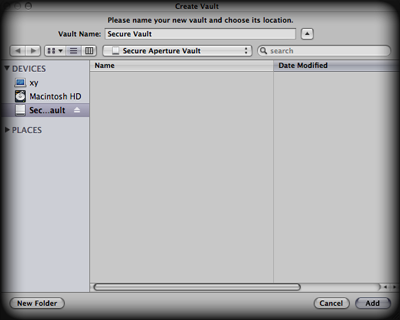 Create Vault
Please name your new vault and choose its location.
Vault Name: Secure Vault
Secure Aperture Vault
search
DEVICES
Name
Date Modified
xy
Macintosh HD
Sec...ault
PLACES
New Folder
Cancel
Add